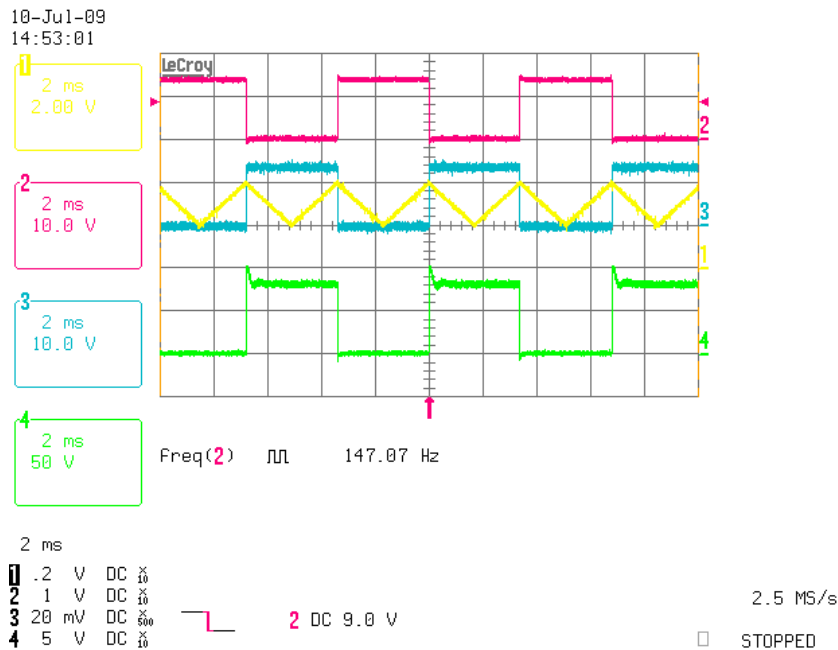 10-Jul-09
14:53:01
LeCroy
1
2 ms
2.00 V
2
2 ms
10.0 V
3
2 ms
10.0 V
4
2 ms
50 V
2
3
1
4
Freq(2) 147.07 Hz
2 ms
1 .2 V DC X10
2 1 V DC X10
3 20 mV DC X500
4 5 V DC X10
2 DC 9.0 V
2.5 MS/s
STOPPED